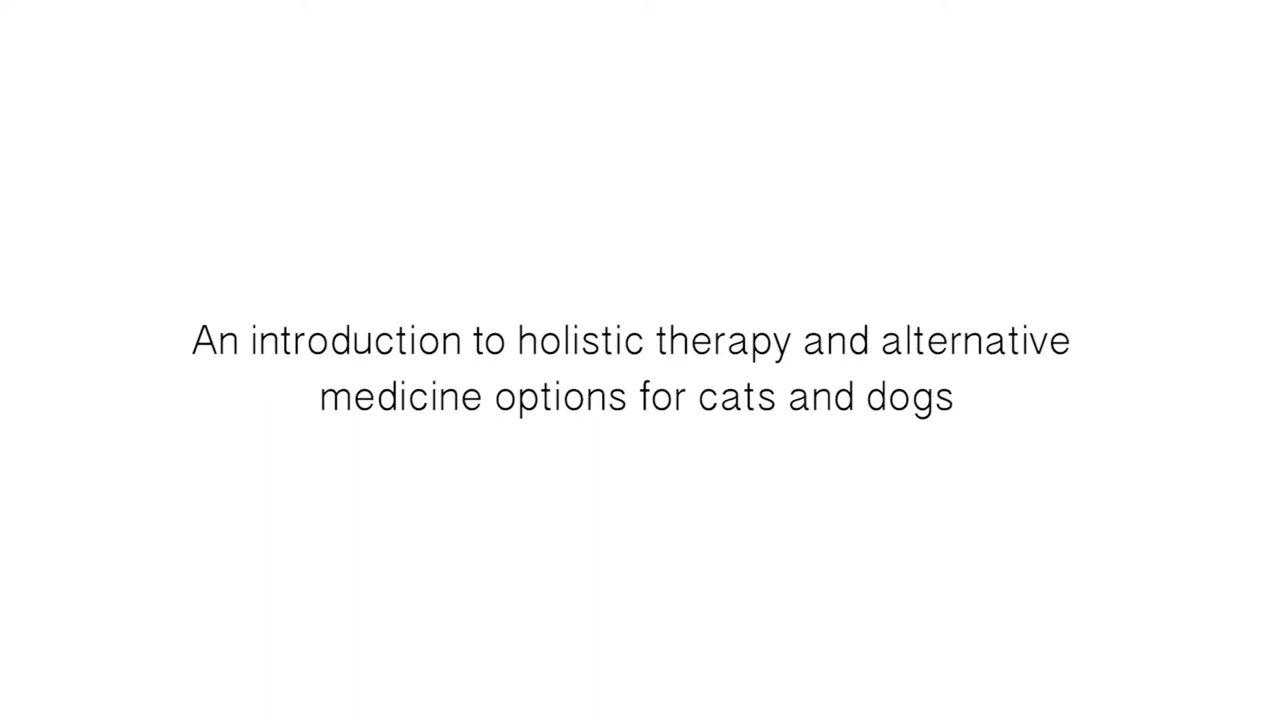 An introduction to holistic therapy and alternative
medicine options for cats and dogs